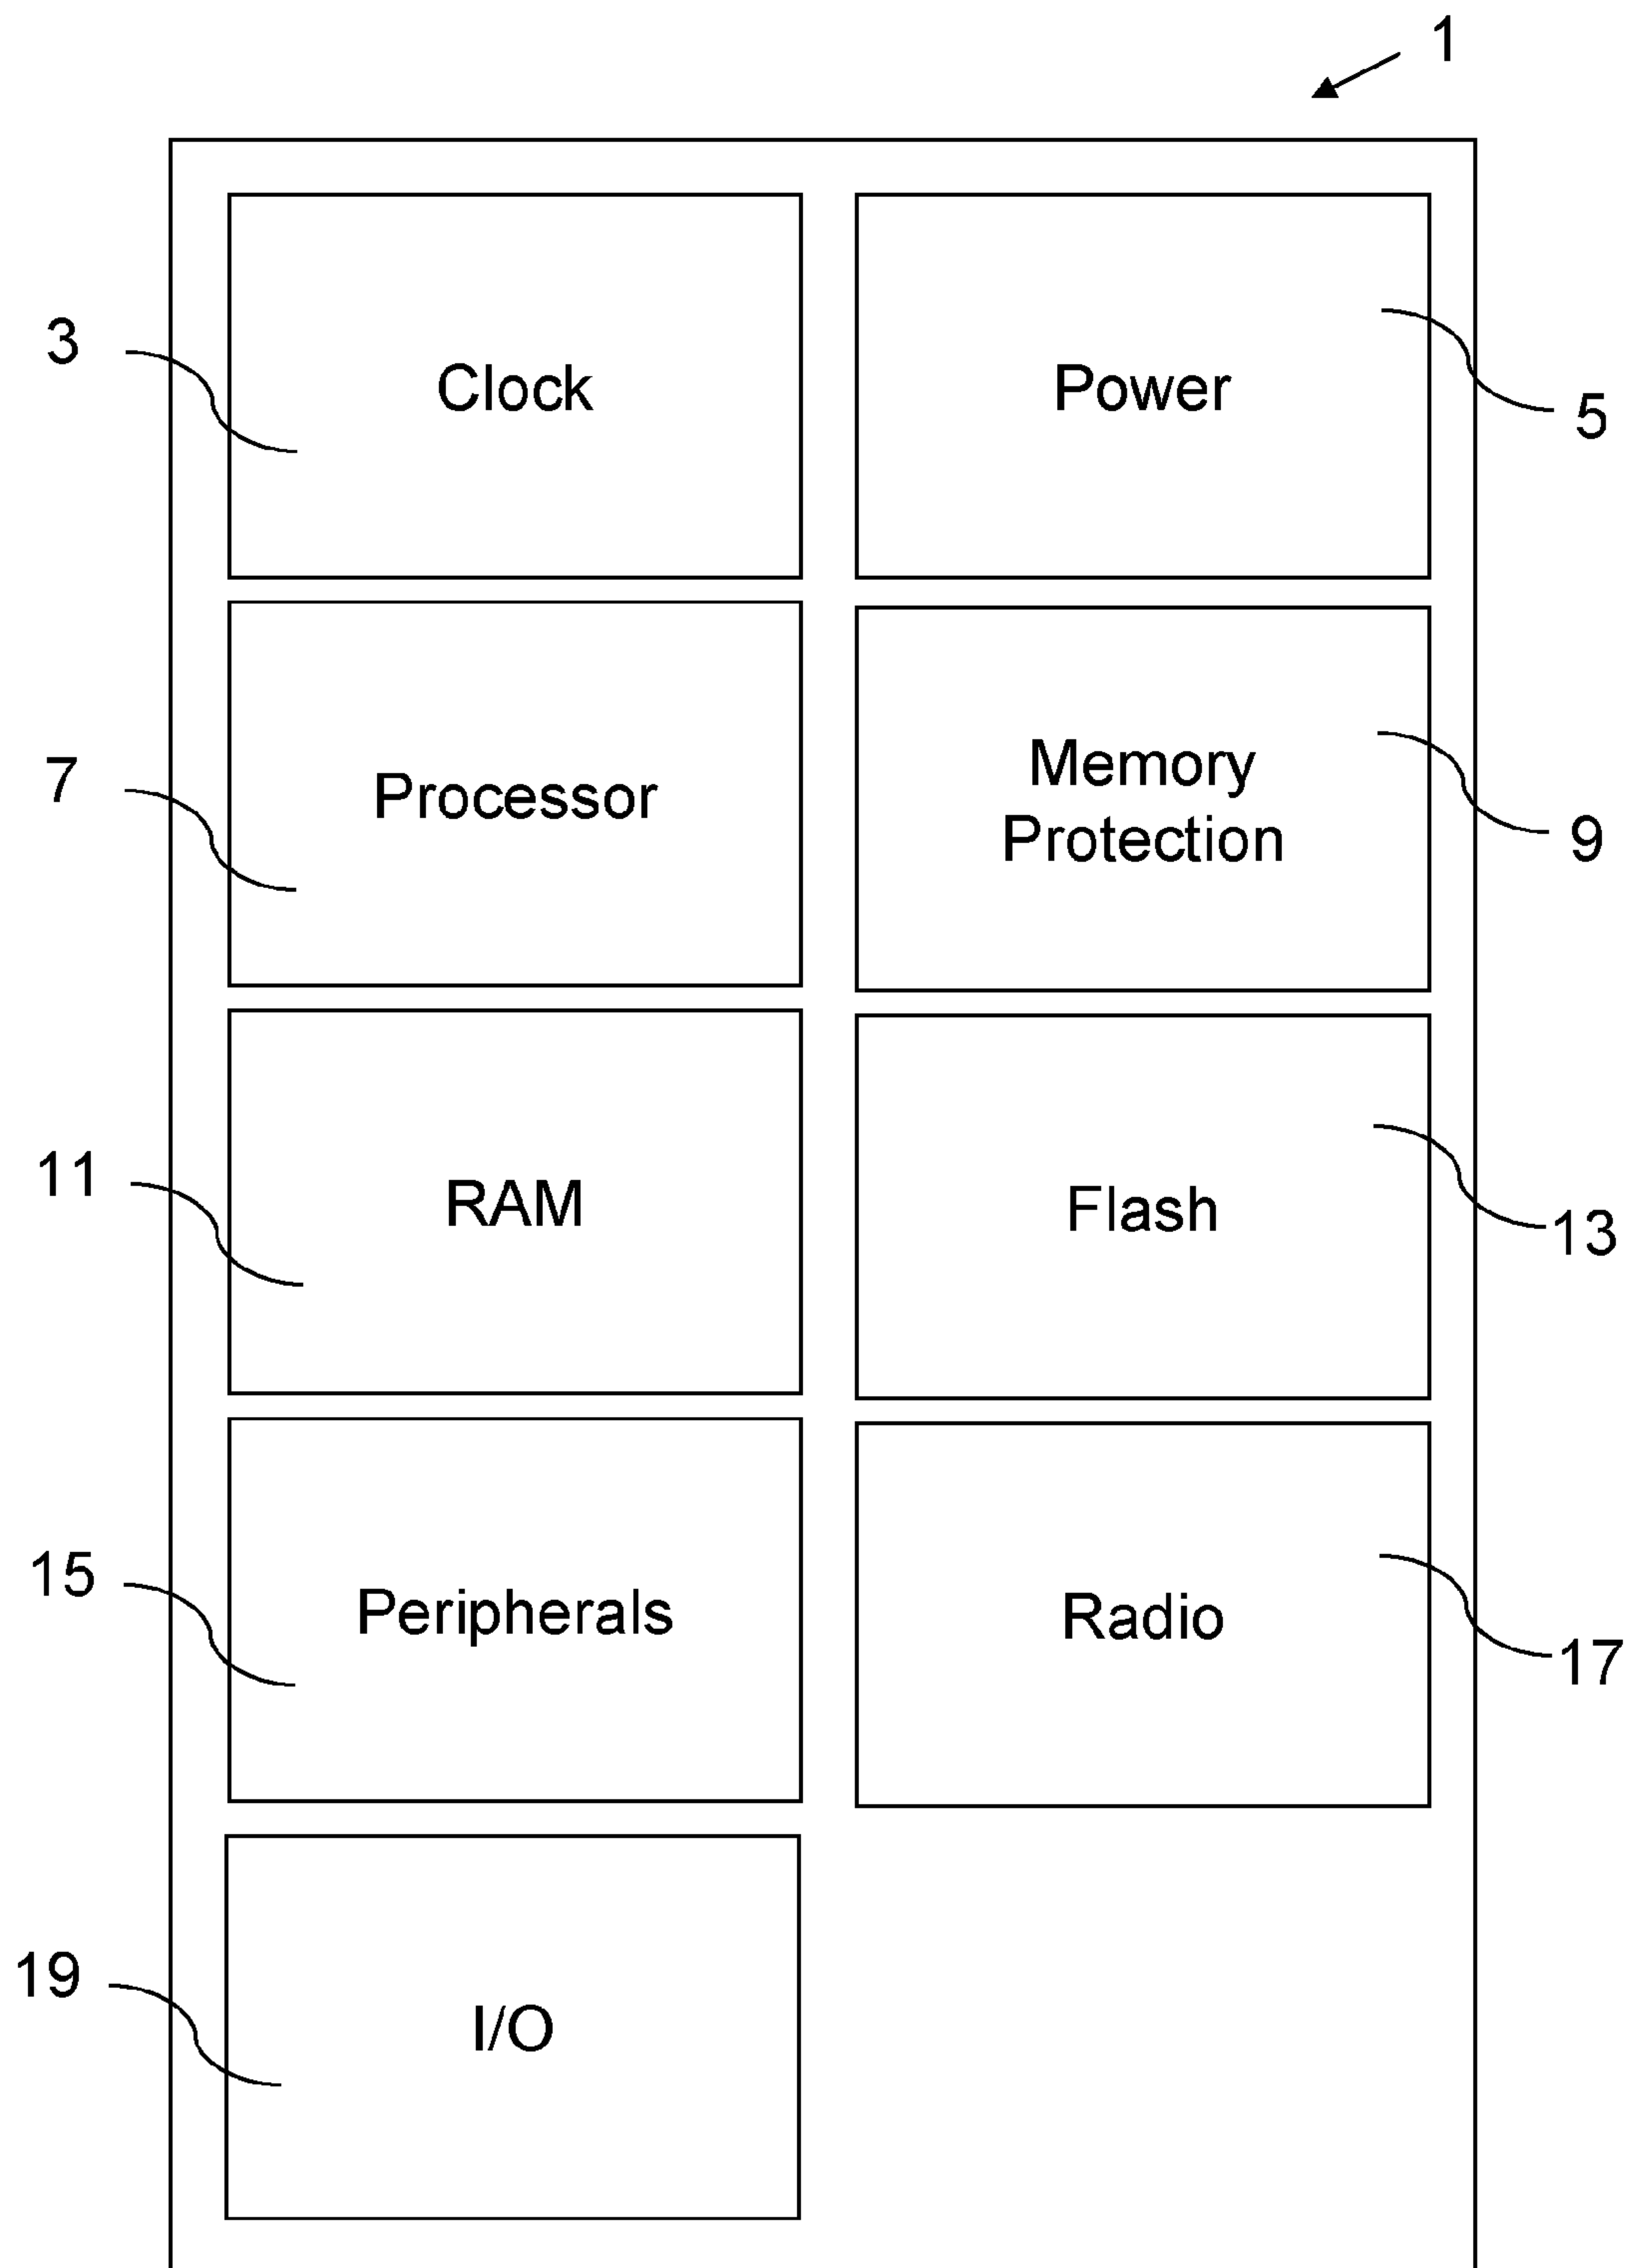 1
3
Clock
Power
5
7
Processor
Memory
Protection
9
11
RAM
Flash
13
15
Peripherals
Radio
17
19
I/O